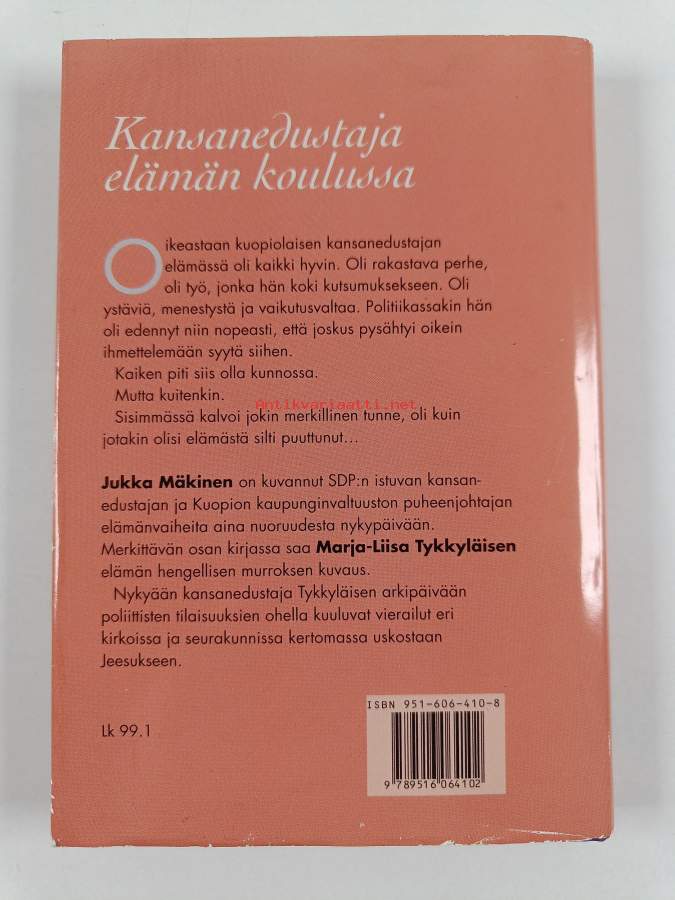 Kansanedustaja
elämän koulussa
Oikeastaan kuopiolaisen kansanedustajan
elämässä oli kaikki hyvin. Oli rakastava perhe,
oli työ, jonka hän koki kutsumuksekseen. Oli
ystäviä, menestystä ja vaikutusvaltaa. Politiikassakin hän
oli edennyt niin nopeasti, että joskus pysähtyi oikein
ihmettelemään syytä siihen.
Kaiken piti siis olla kunnossa.
Mutta kuitenkin.
Antikvariaatti.net
Sisimmässä kalvoi jokin merkillinen tunne, oli kuin
jotakin olisi elämästä silti puuttunut...
Jukka Mäkinen on kuvannut SDP:n istuvan kansan-
edustajan ja Kuopion kaupunginvaltuuston puheenjohtajan
elämänvaiheita aina nuoruudesta nykypäivään.
Merkittävän osan kirjassa saa Marja-Liisa Tykkyläisen
elämän hengellisen murroksen kuvaus.
Nykyään kansanedustaja Tykkyläisen arkipäivään
poliittisten tilaisuuksien ohella kuuluvat vierailut eri
kirkoissa ja seurakunnissa kertomassa uskostaan
Jeesukseen.
ISBN 951-606-410-8
Lk 99.1
9 789516 064102